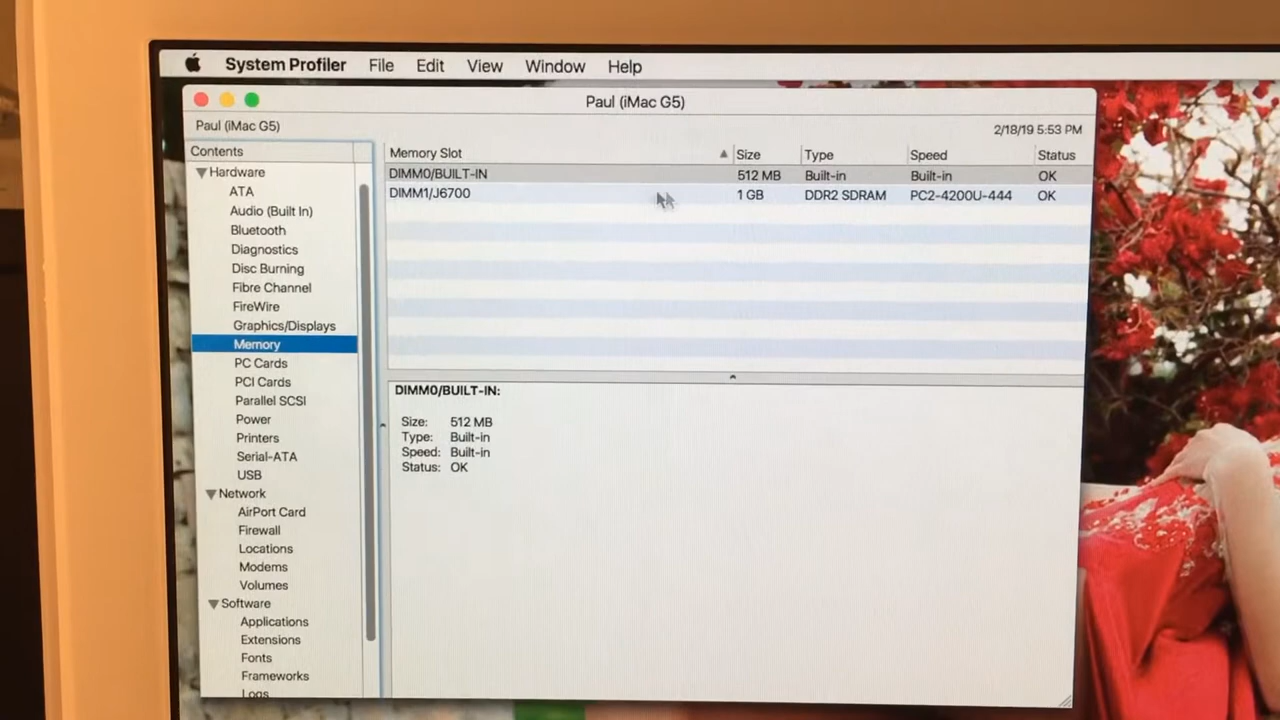 System Profiler File Edit View Window Help
Paul (iMac G5)
Paul (iMac G5)
2/18/19 5:53 PM
Contents
Hardware
ATA
Audio (Built In)
Bluetooth
Diagnostics
Disc Burning
Fibre Channel
FireWire
Graphics/Displays
Memory
PC Cards
PCI Cards
Parallel SCSI
Power
Printers
Serial-ATA
USB
Network
AirPort Card
Firewall
Locations
Modems
Volumes
Software
Applications
Extensions
Fonts
Frameworks
Logs
Memory Slot Size Type Speed Status
DIMM0/BUILT-IN 512 MB Built-in Built-in OK
DIMM1/J6700 1 GB DDR2 SDRAM PC2-4200U-444 OK
DIMM0/BUILT-IN:
Size: 512 MB
Type: Built-in
Speed: Built-in
Status: OK